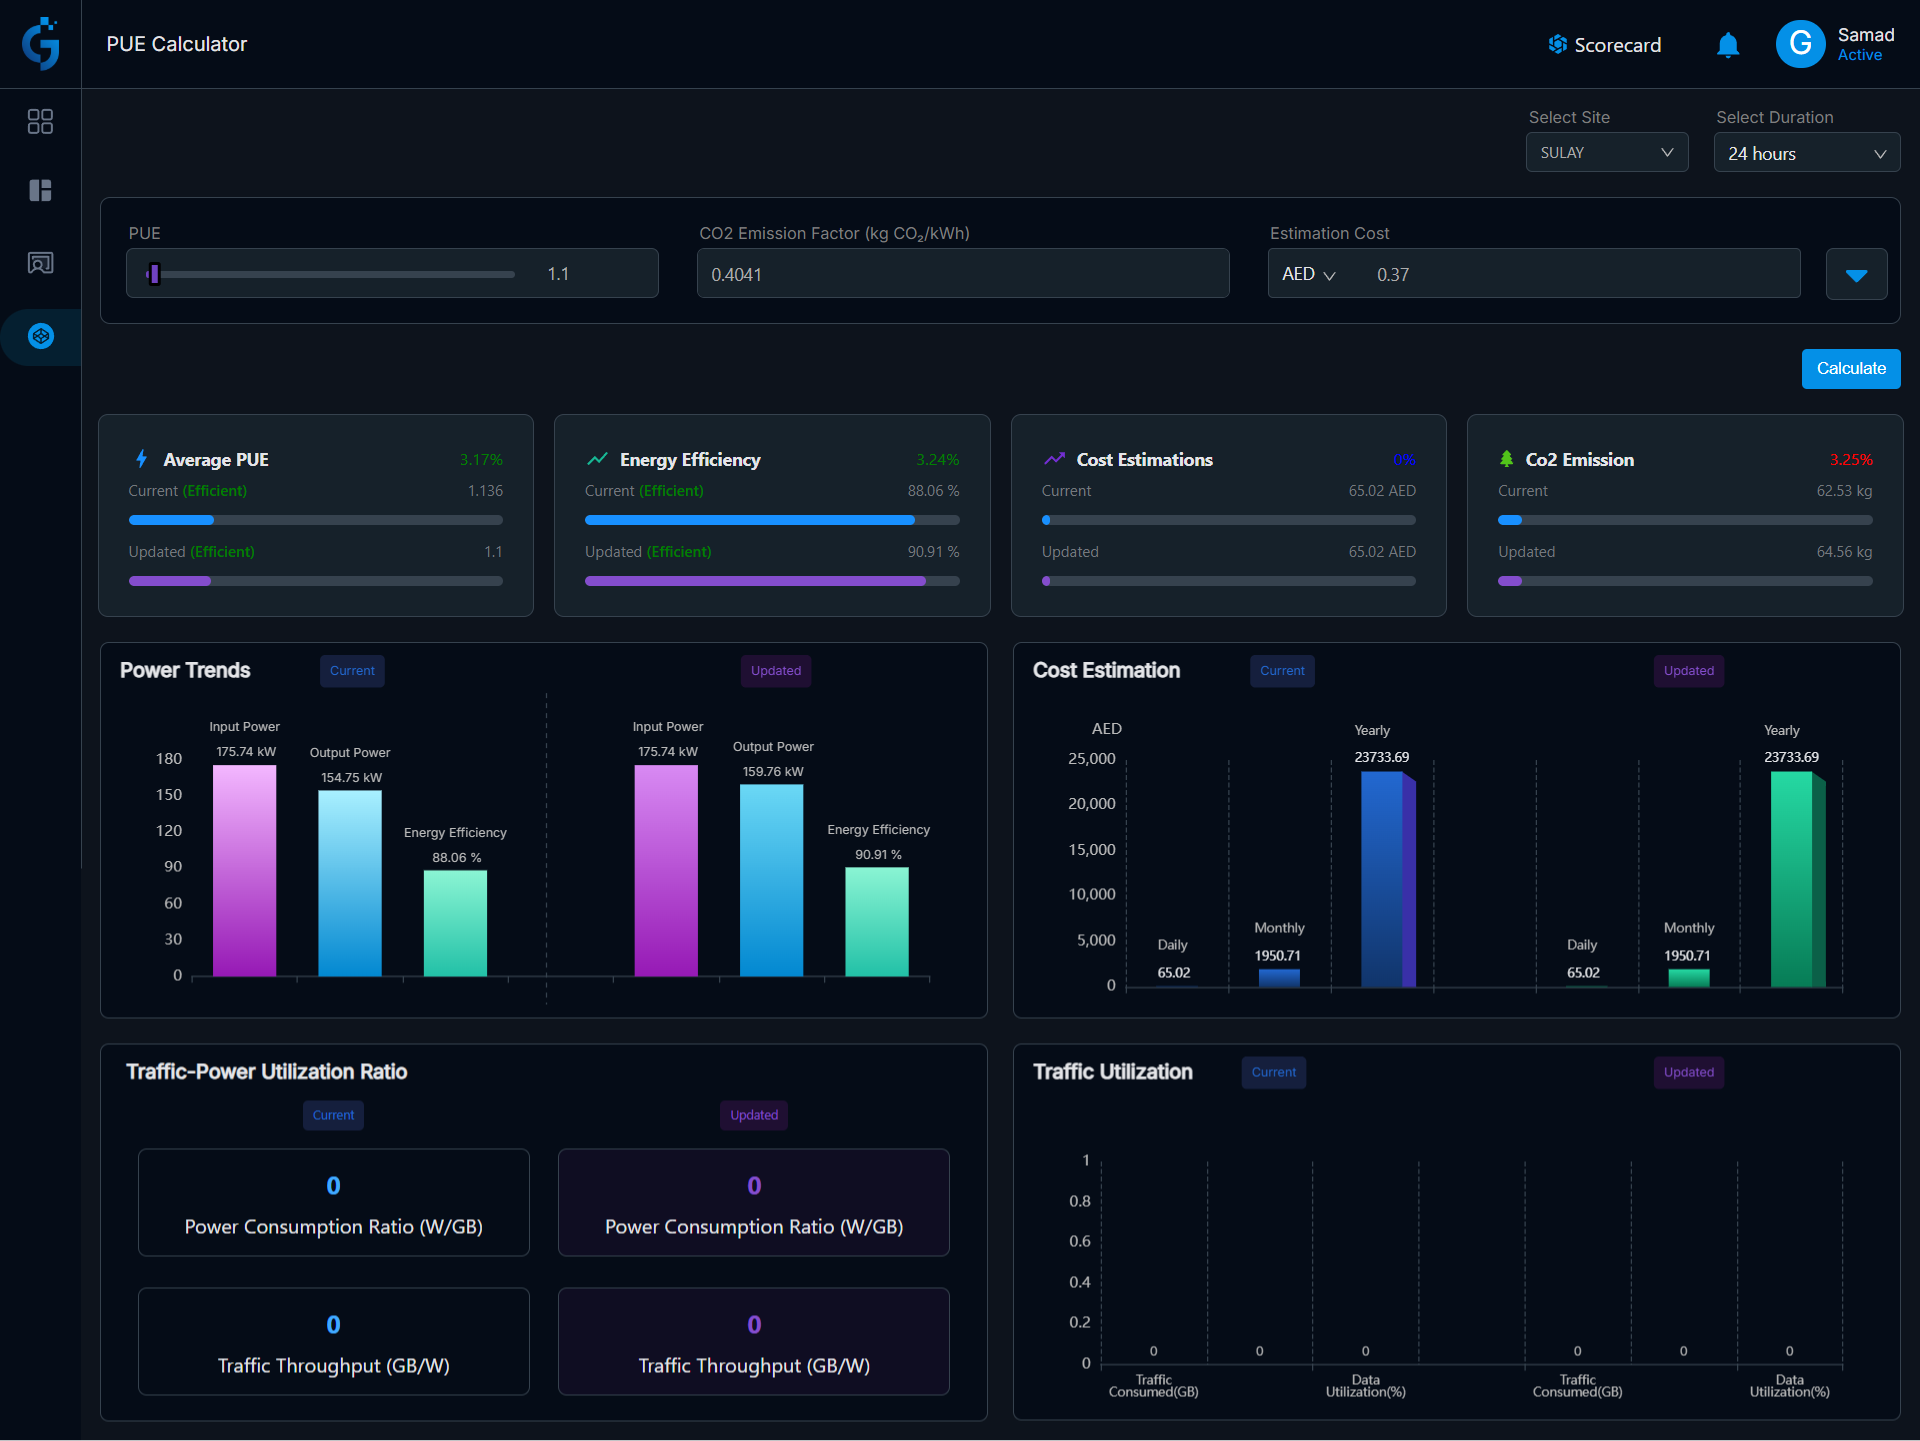 PUE Calculator
Scorecard
G
Samad
Active
Select Site
Select Duration
SULAY
24 hours
PUE
CO2 Emission Factor (kg CO₂/kWh)
Estimation Cost
1.1
0.4041
AED
0.37
Calculate
Average PUE
3.17%
Current (Efficient)
1.136
Updated (Efficient)
1.1
Energy Efficiency
3.24%
Current (Efficient)
88.06 %
Updated (Efficient)
90.91 %
Cost Estimations
0%
Current
65.02 AED
Updated
65.02 AED
Co2 Emission
3.25%
Current
62.53 kg
Updated
64.56 kg
Power Trends
Current
Updated
180
150
120
90
60
30
0
Input Power
175.74 kW
Output Power
154.75 kW
Energy Efficiency
88.06 %
Input Power
175.74 kW
Output Power
159.76 kW
Energy Efficiency
90.91 %
Cost Estimation
Current
Updated
AED
25,000
20,000
15,000
10,000
5,000
0
Daily
65.02
Monthly
1950.71
Yearly
23733.69
Daily
65.02
Monthly
1950.71
Yearly
23733.69
Traffic-Power Utilization Ratio
Current
Updated
0
Power Consumption Ratio (W/GB)
0
Power Consumption Ratio (W/GB)
0
Traffic Throughput (GB/W)
0
Traffic Throughput (GB/W)
Traffic Utilization
Current
Updated
1
0.8
0.6
0.4
0.2
0
0
0
0
0
0
0
Traffic
Consumed(GB)
Data
Utilization(%)
Traffic
Consumed(GB)
Data
Utilization(%)